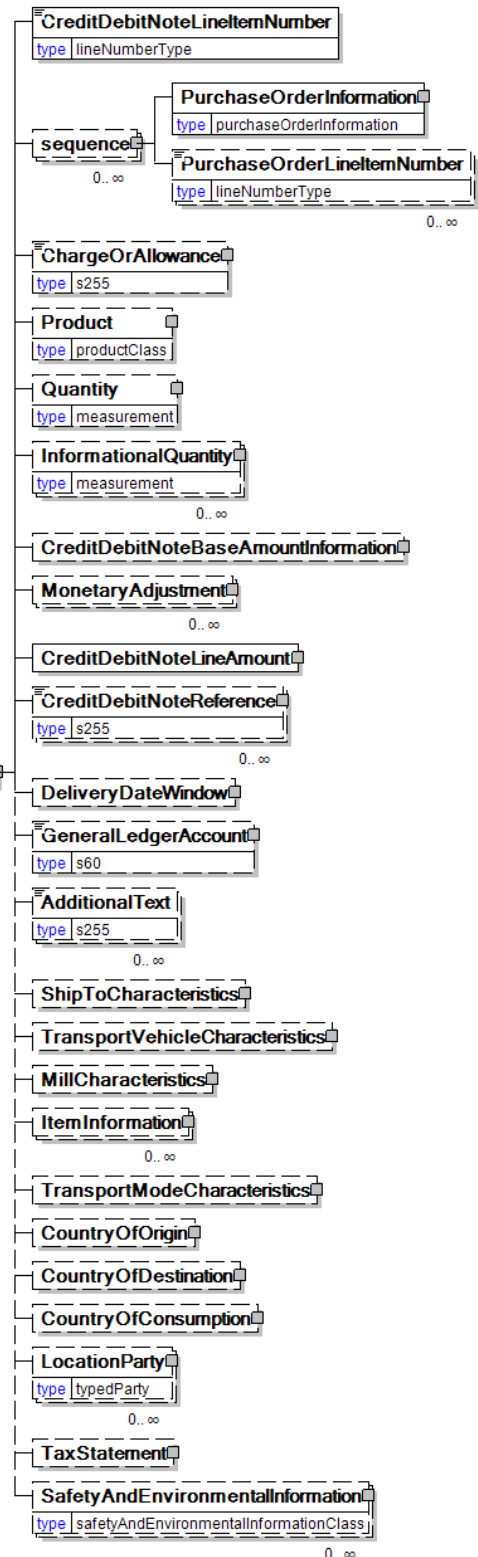 CreditDebitNoteLineItemNumber
type lineNumberType
PurchaseOrderInformation
type purchaseOrderInformation
sequence
0.. ∞
PurchaseOrderLineItemNumber
type lineNumberType
0.. ∞
ChargeOrAllowance
type s255
Product
type productClass
Quantity
type measurement
InformationalQuantity
type measurement
0.. ∞
CreditDebitNoteBaseAmountInformation
MonetaryAdjustment
0.. ∞
CreditDebitNoteLineAmount
CreditDebitNoteReference
type s255
0.. ∞
DeliveryDateWindow
GeneralLedgerAccount
type s60
AdditionalText
type s255
0.. ∞
ShipToCharacteristics
TransportVehicleCharacteristics
MillCharacteristics
ItemInformation
0.. ∞
TransportModeCharacteristics
CountryOfOrigin
CountryOfDestination
CountryOfConsumption
LocationParty
type typedParty
0.. ∞
TaxStatement
SafetyAndEnvironmentalInformation
type safetyAndEnvironmentalInformationClass
0.. ∞